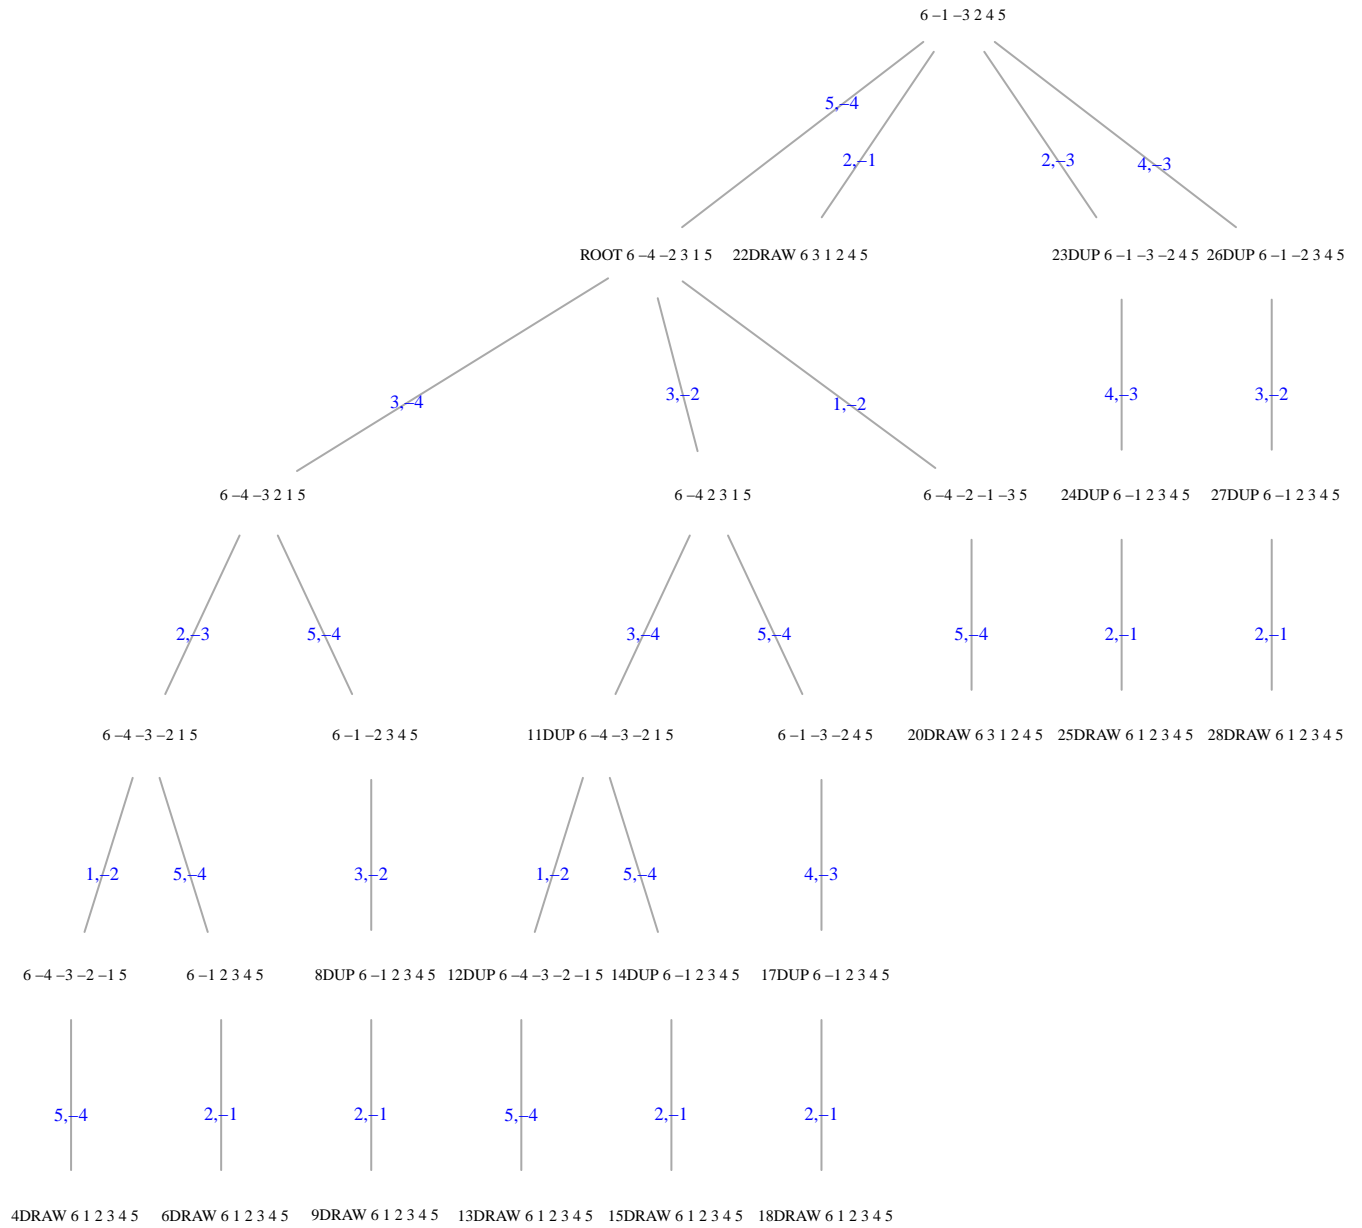 6 –1 –3 2 4 5
5,–4
2,–1
2,–3
4,–3
ROOT 6 –4 –2 3 1 5
22DRAW 6 3 1 2 4 5
23DUP 6 –1 –3 –2 4 5
26DUP 6 –1 –2 3 4 5
3,–4
3,–2
1,–2
4,–3
3,–2
6 –4 –3 2 1 5
6 –4 2 3 1 5
6 –4 –2 –1 –3 5
24DUP 6 –1 2 3 4 5
27DUP 6 –1 2 3 4 5
2,–3
5,–4
3,–4
5,–4
5,–4
2,–1
2,–1
6 –4 –3 –2 1 5
6 –1 –2 3 4 5
11DUP 6 –4 –3 –2 1 5
6 –1 –3 –2 4 5
20DRAW 6 3 1 2 4 5
25DRAW 6 1 2 3 4 5
28DRAW 6 1 2 3 4 5
1,–2
5,–4
3,–2
1,–2
5,–4
4,–3
6 –4 –3 –2 –1 5
6 –1 2 3 4 5
8DUP 6 –1 2 3 4 5
12DUP 6 –4 –3 –2 –1 5
14DUP 6 –1 2 3 4 5
17DUP 6 –1 2 3 4 5
5,–4
2,–1
2,–1
5,–4
2,–1
2,–1
4DRAW 6 1 2 3 4 5
6DRAW 6 1 2 3 4 5
9DRAW 6 1 2 3 4 5
13DRAW 6 1 2 3 4 5
15DRAW 6 1 2 3 4 5
18DRAW 6 1 2 3 4 5